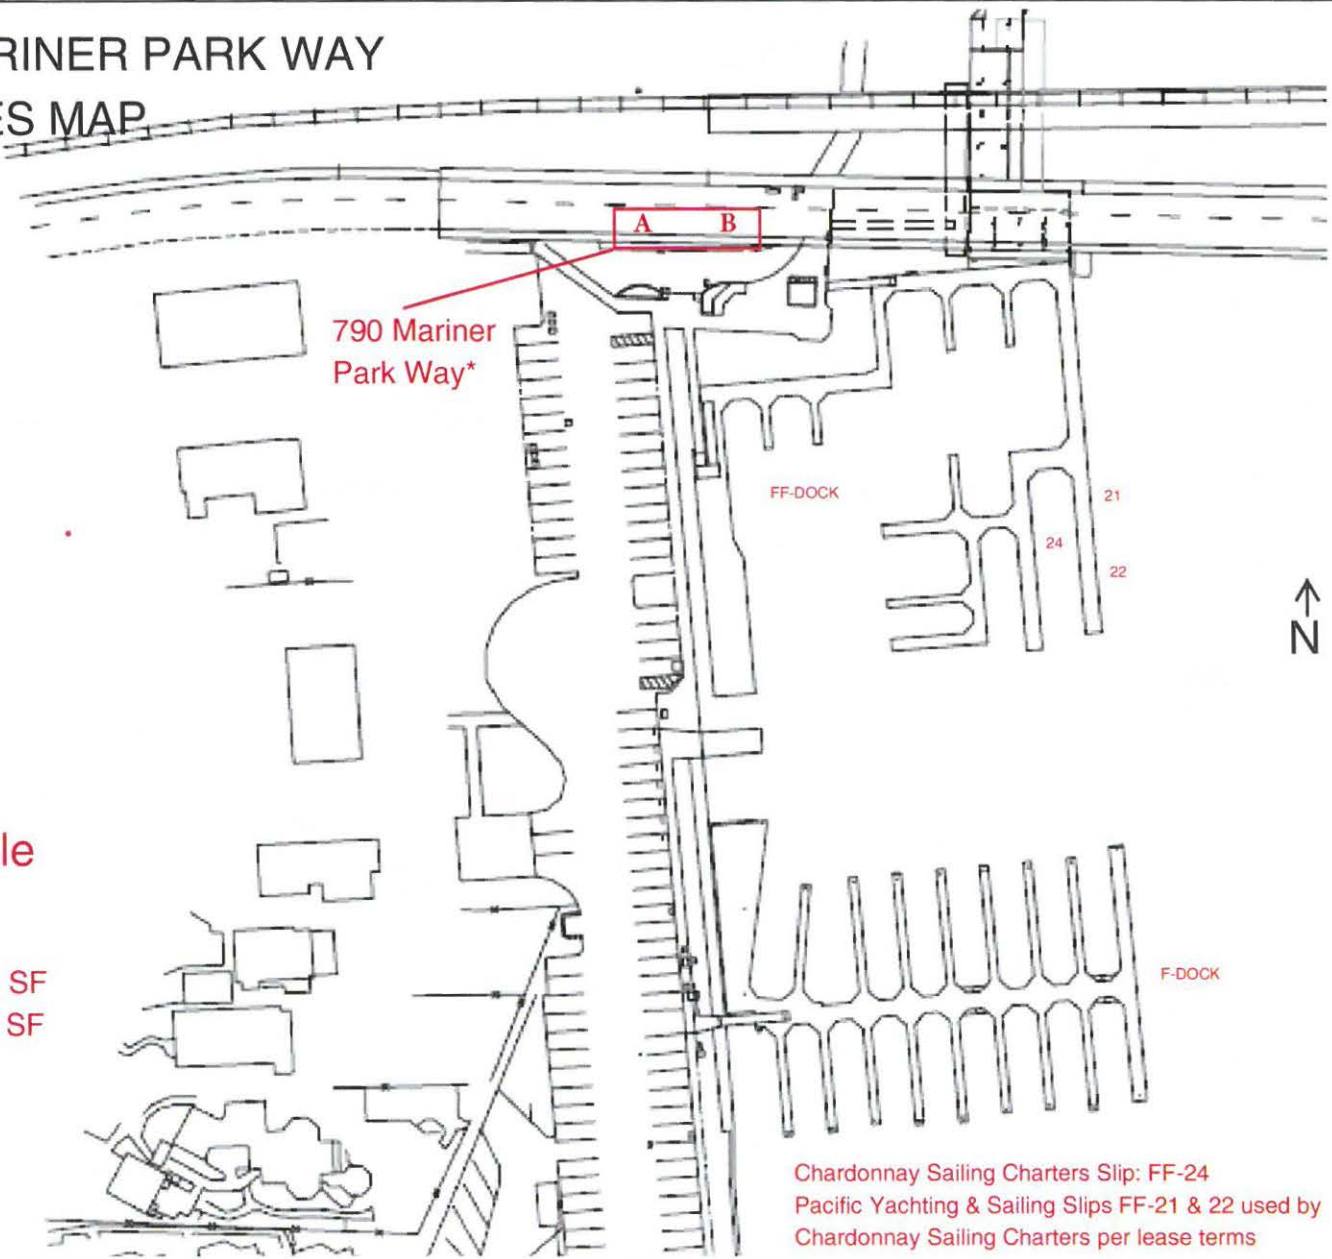 RINER PARK WAY
ES MAP
A B
790 Mariner
Park Way*
FF-DOCK
21
24
22
N
le
SF
SF
F-DOCK
Chardonnay Sailing Charters Slip: FF-24
Pacific Yachting & Sailing Slips FF-21 & 22 used by
Chardonnay Sailing Charters per lease terms